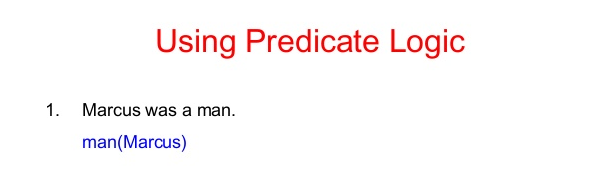 Using Predicate Logic
1. Marcus was a man.
man(Marcus)